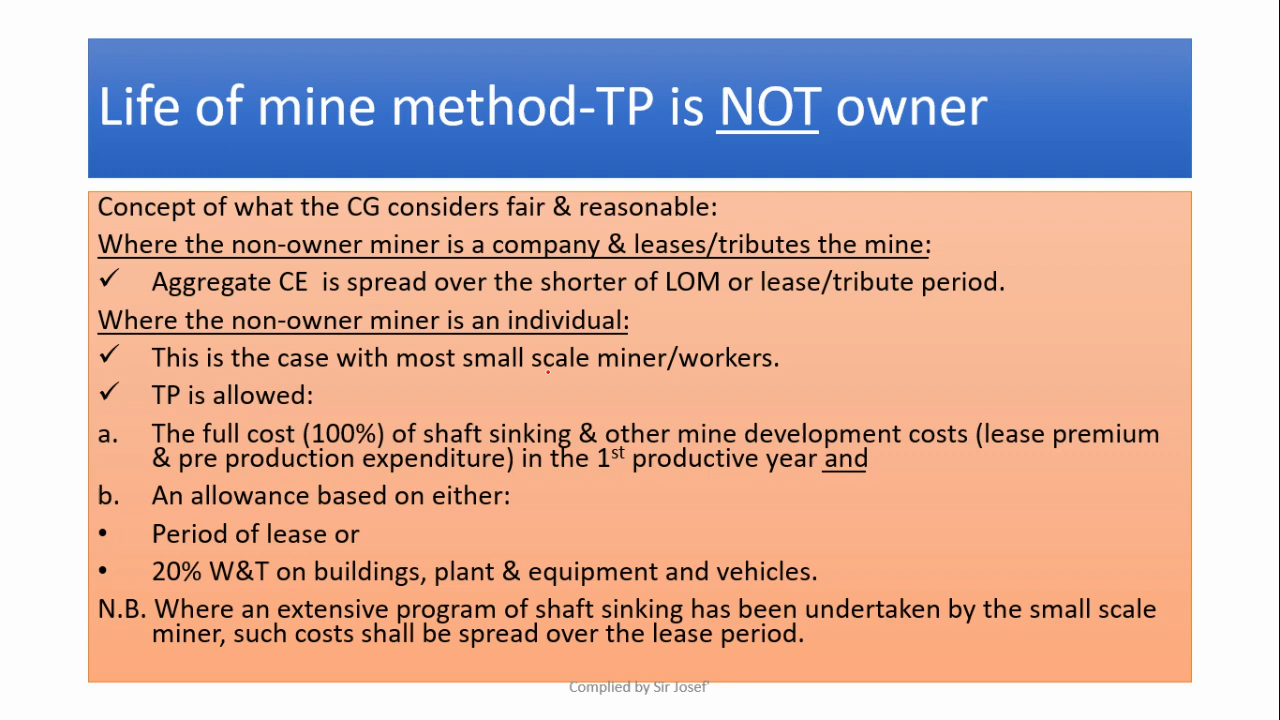 Life of mine method-TP is NOT owner
Concept of what the CG considers fair & reasonable:
Where the non-owner miner is a company & leases/tributes the mine:
✓ Aggregate CE is spread over the shorter of LOM or lease/tribute period.
Where the non-owner miner is an individual:
✓ This is the case with most small scale miner/workers.
✓ TP is allowed:
a. The full cost (100%) of shaft sinking & other mine development costs (lease premium
& pre production expenditure) in the 1st productive year and
b. An allowance based on either:
• Period of lease or
• 20% W&T on buildings, plant & equipment and vehicles.
N.B. Where an extensive program of shaft sinking has been undertaken by the small scale
miner, such costs shall be spread over the lease period.
Complied by Sir Josef'